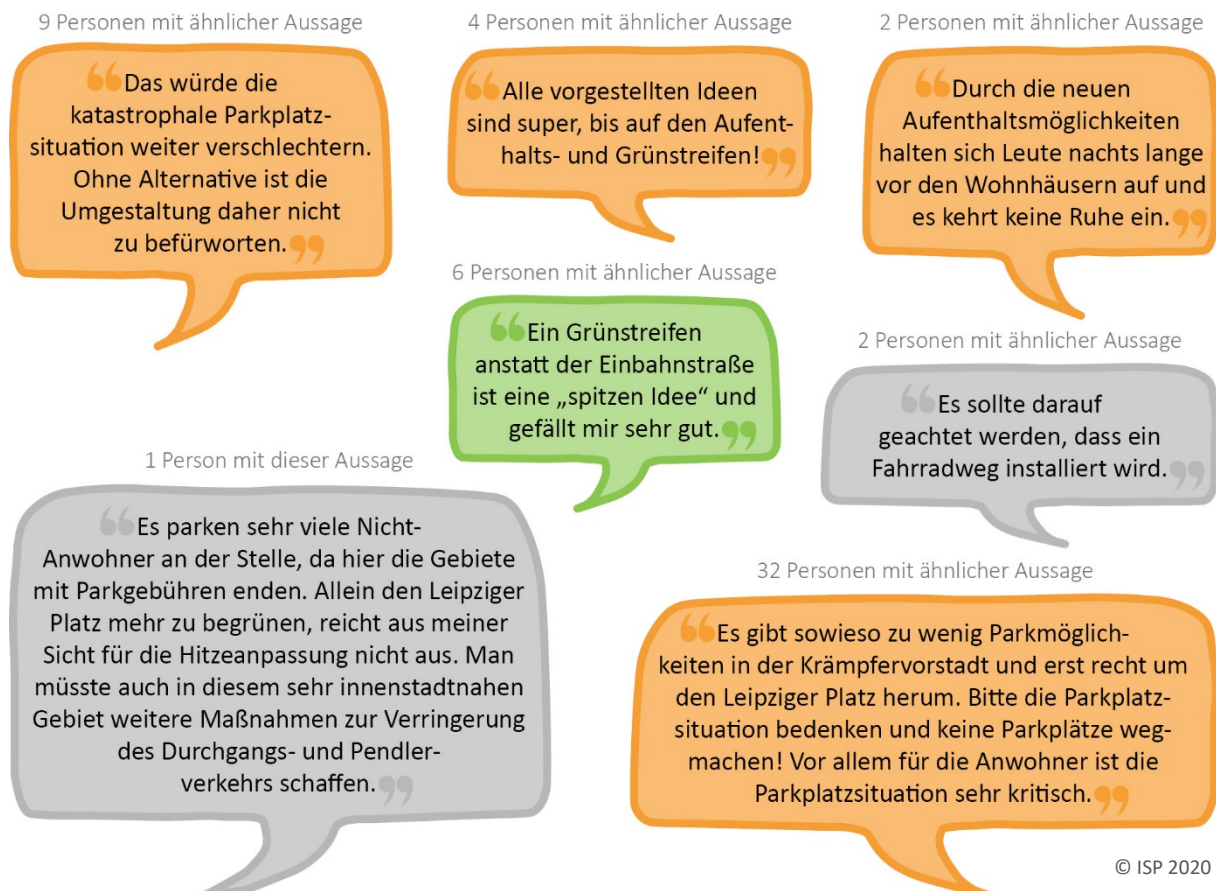 9 Personen mit ähnlicher Aussage
“Das würde die
katastrophale Parkplatz-
situation weiter verschlechtern.
Ohne Alternative ist die
Umgestaltung daher nicht
zu befürworten.”
4 Personen mit ähnlicher Aussage
“Alle vorgestellten Ideen
sind super, bis auf den Aufent-
halts- und Grünstreifen!”
2 Personen mit ähnlicher Aussage
“Durch die neuen
Aufenthaltsmöglichkeiten
halten sich Leute nachts lange
vor den Wohnhäusern auf und
es kehrt keine Ruhe ein.”
6 Personen mit ähnlicher Aussage
“Ein Grünstreifen
anstatt der Einbahnstraße
ist eine „spitzen Idee“ und
gefällt mir sehr gut.”
2 Personen mit ähnlicher Aussage
“Es sollte darauf
geachtet werden, dass ein
Fahrradweg installiert wird.”
1 Person mit dieser Aussage
“Es parken sehr viele Nicht-
Anwohner an der Stelle, da hier die Gebiete
mit Parkgebühren enden. Allein den Leipziger
Platz mehr zu begrünen, reicht aus meiner
Sicht für die Hitzeanpassung nicht aus. Man
müsste auch in diesem sehr innenstadtnahen
Gebiet weitere Maßnahmen zur Verringerung
des Durchgangs- und Pendler-
verkehrs schaffen.”
32 Personen mit ähnlicher Aussage
“Es gibt sowieso zu wenig Parkmöglich-
keiten in der Krämpfervorstadt und erst recht um
den Leipziger Platz herum. Bitte die Parkplatz-
situation bedenken und keine Parkplätze weg-
machen! Vor allem für die Anwohner ist die
Parkplatzsituation sehr kritisch.”
© ISP 2020